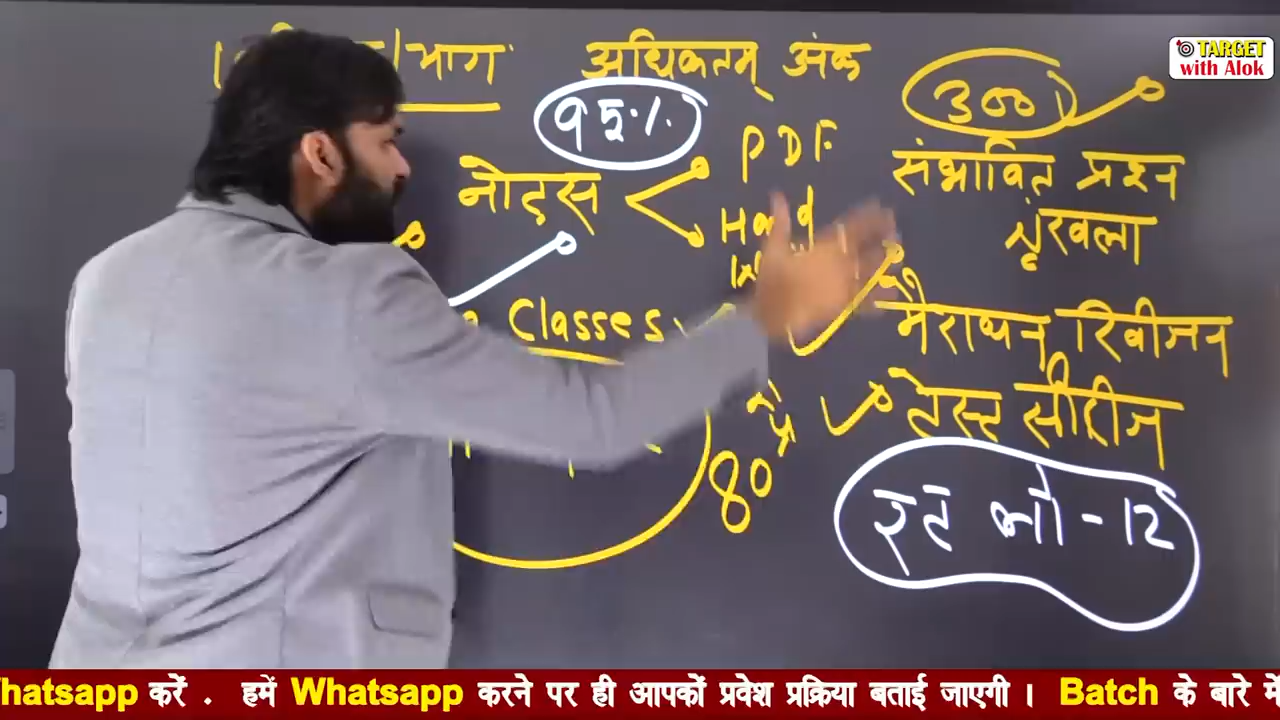 भाग अधिकतम् अंक
300
TARGET
with Alok
95%
PDF
संभावित प्रश्न
नोट्स
Hand
श्रृंखला
Classes
मैराथन रिवीजन
टेस्ट सीरीज
80
रट लो - 12
Whatsapp करें . हमें Whatsapp करने पर ही आपकों प्रवेश प्रक्रिया बताई जाएगी । Batch के बारे में